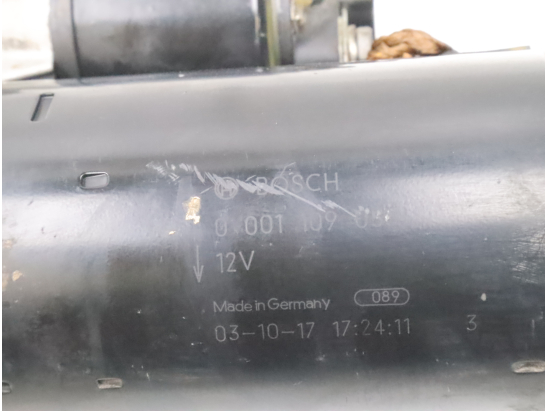 BOSCH
0 001 109
12V
Made in Germany 089
03-10-17 17:24:11 3